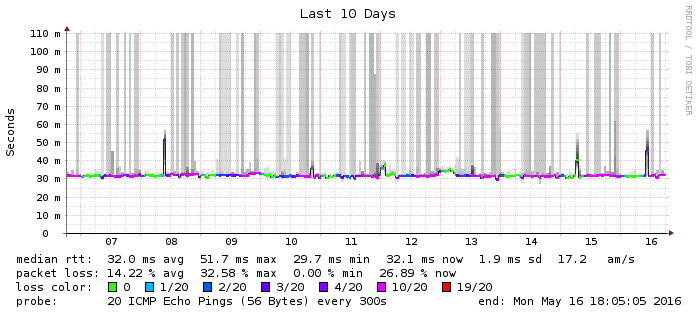 Last 10 Days
RRDTOOL / TOBI OETIKER
Seconds
110 m
100 m
90 m
80 m
70 m
60 m
50 m
40 m
30 m
20 m
10 m
0
07 08 09 10 11 12 13 14 15 16
median rtt: 32.0 ms avg 51.7 ms max 29.7 ms min 32.1 ms now 1.9 ms sd 17.2 am/s
packet loss: 14.22 % avg 32.58 % max 0.00 % min 26.89 % now
loss color: 0 1/20 2/20 3/20 4/20 10/20 19/20
probe: 20 ICMP Echo Pings (56 Bytes) every 300s end: Mon May 16 18:05:05 2016